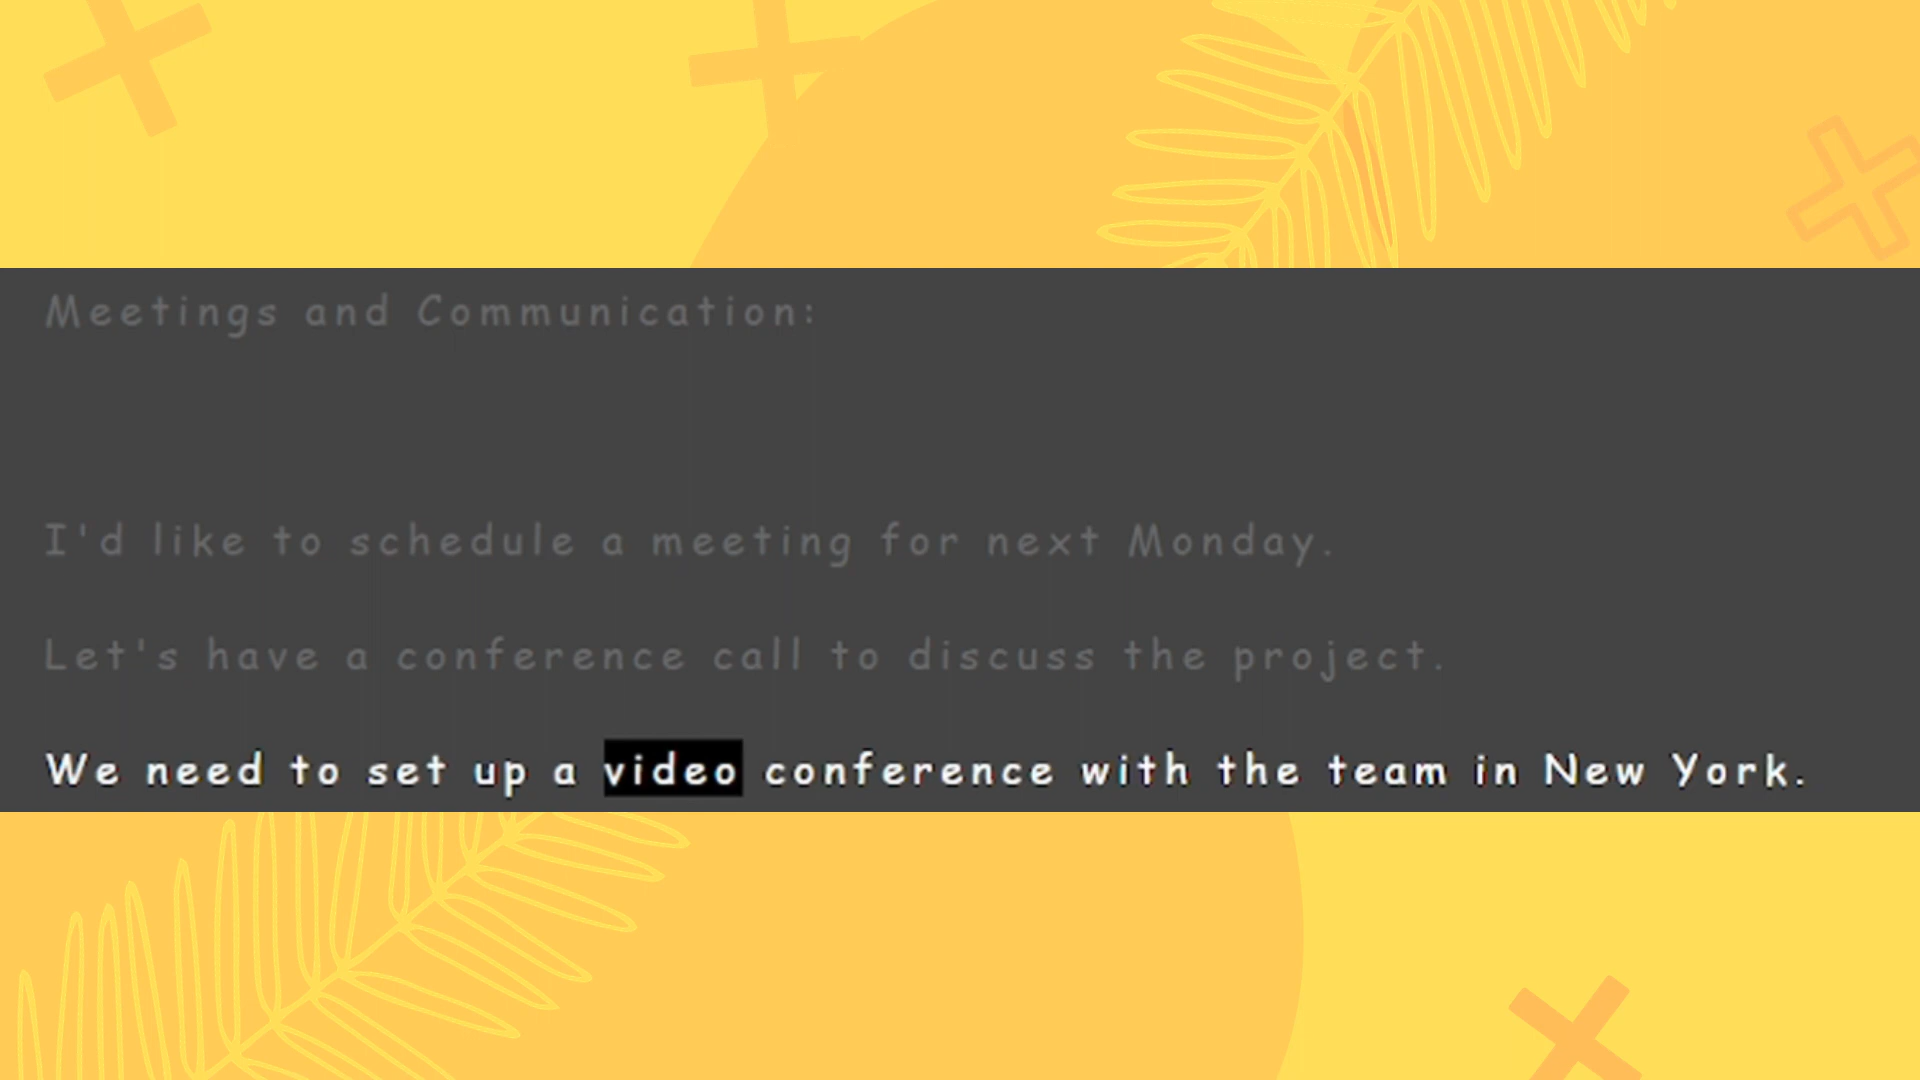 Meetings and Communication:
I'd like to schedule a meeting for next Monday.
Let's have a conference call to discuss the project.
We need to set up a video conference with the team in New York.